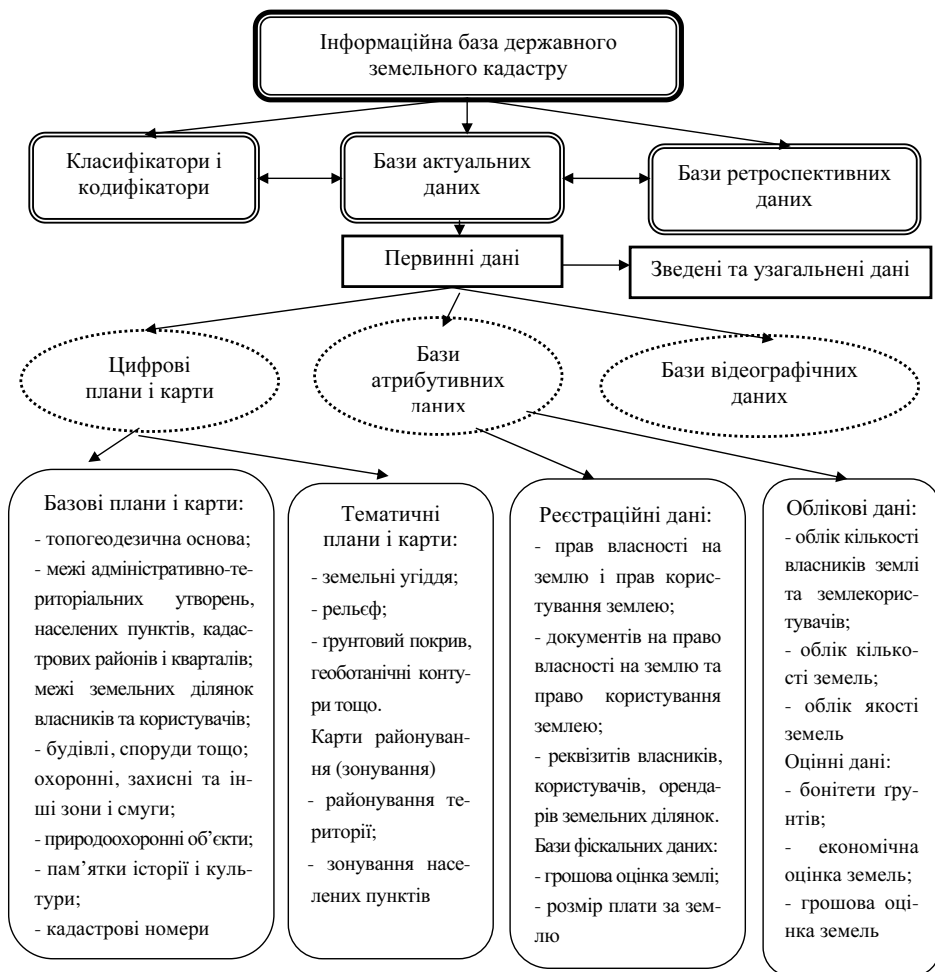 Інформаційна база державного
земельного кадастру
Класифікатори і
кодифікатори
Бази актуальних
даних
Бази ретроспективних
даних
Первинні дані
Зведені та узагальнені дані
Цифрові
плани і карти
Бази
атрибутивних
даних
Бази відеографічних
даних
Базові плани і карти:
- топогеодезична основа;
- межі адміністративно-те-
риторіальних утворень,
населених пунктів, кадас-
трових районів і кварталів;
межі земельних ділянок
власників та користувачів;
- будівлі, споруди тощо;
охоронні, захисні та ін-
ші зони і смуги;
- природоохоронні об’єкти;
- пам’ятки історії і куль-
тури;
- кадастрові номери
Тематичні
плани і карти:
- земельні угіддя;
- рельєф;
- ґрунтовий покрив,
геоботанічні конту-
ри тощо.
Карти районуван-
ня (зонування)
- районування те-
риторії;
- зонування насе-
лених пунктів
Реєстраційні дані:
- прав власності на
землю і прав корис-
тування землею;
- документів на право
власності на землю та
право користування
землею;
- реквізитів власників,
користувачів, оренда-
рів земельних ділянок.
Бази фіскальних даних:
- грошова оцінка землі;
- розмір плати за зем-
лю
Облікові дані:
- облік кількості
власників землі
та землекорис-
тувачів;
- облік кілько-
сті земель;
- облік якості
земель
Оцінні дані:
- бонітети ґру-
нтів;
- економічна
оцінка земель;
- грошова оці-
нка земель